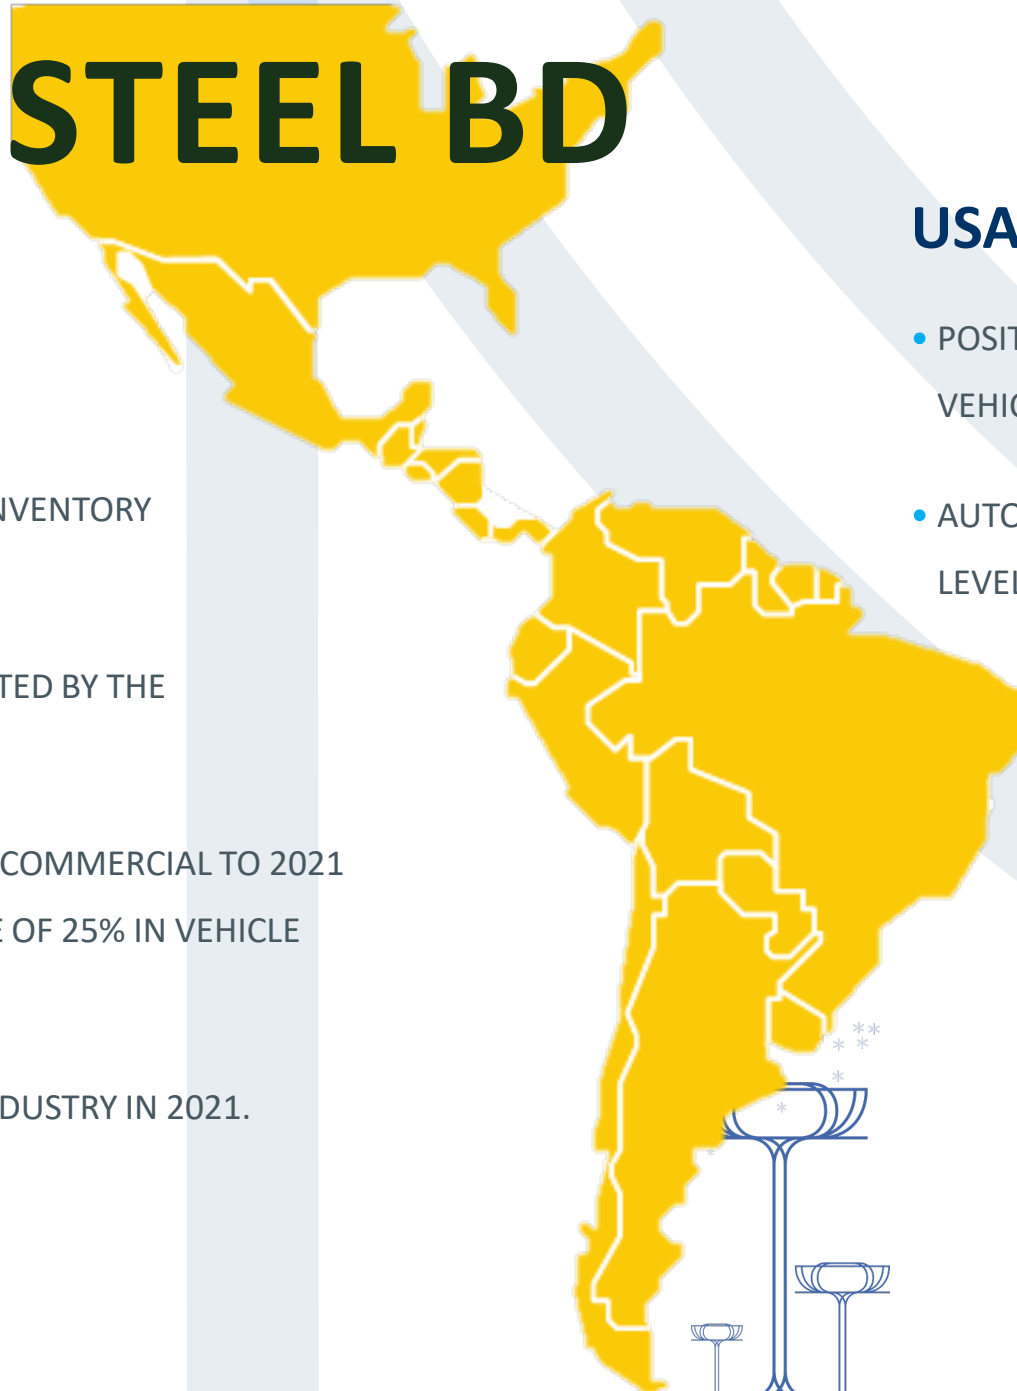 STEEL BD
NVENTORY
TED BY THE
COMMERCIAL TO 2021
E OF 25% IN VEHICLE
DUSTRY IN 2021.
USA
• POSIT
VEHIC
• AUTO
LEVEL